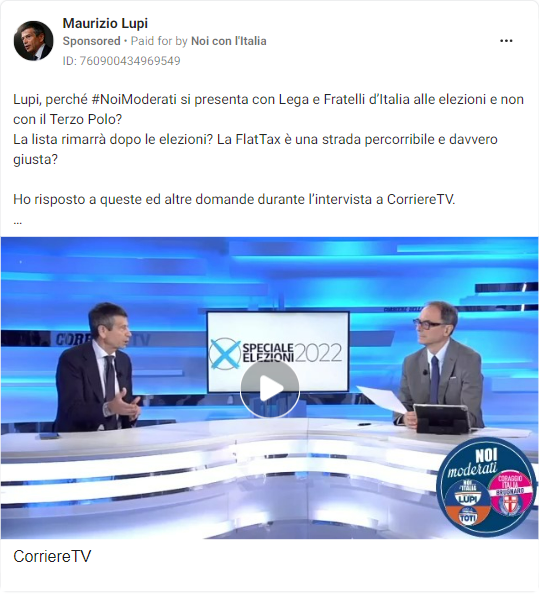 Maurizio Lupi
Sponsored • Paid for by Noi con l'Italia
ID: 760900434969549
Lupi, perché #NoiModerati si presenta con Lega e Fratelli d'Italia alle elezioni e non
con il Terzo Polo?
La lista rimarrà dopo le elezioni? La FlatTax è una strada percorribile e davvero
giusta?
Ho risposto a queste ed altre domande durante l'intervista a CorriereTV.
...
CORRIERETV
SPECIALE
ELEZIONI 2022
NOI
moderati
NOI
L'ITALIA
LUPI
TOTI
CORAGGIO
ITALIA
BRUGNARO
CorriereTV